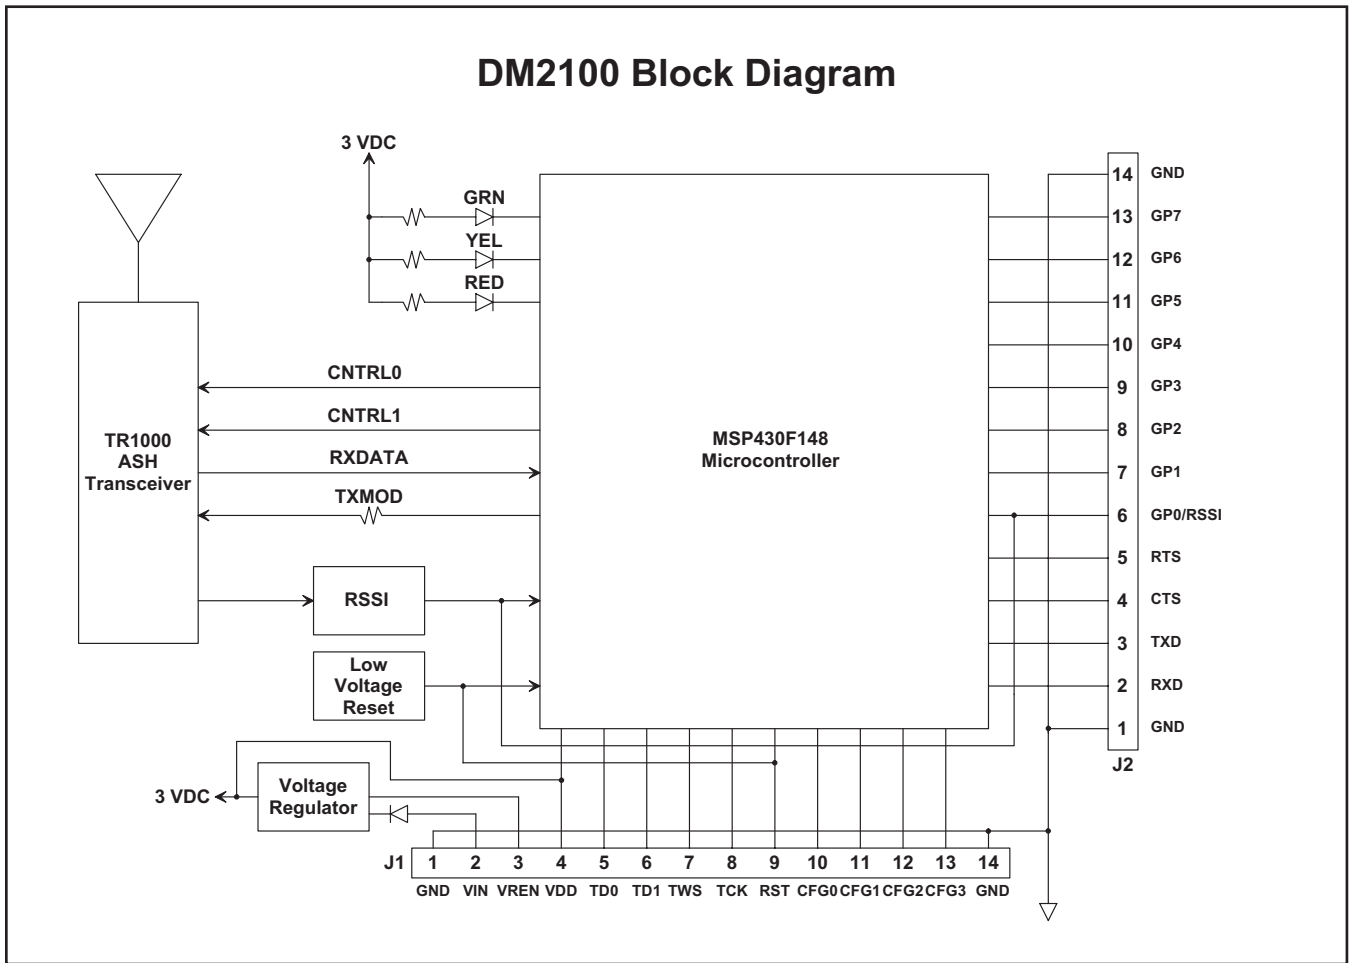 DM2100 Block Diagram
3 VDC
GRN
YEL
RED
CNTRL0
CNTRL1
RXDATA
TXMOD
TR1000
ASH
Transceiver
RSSI
Low
Voltage
Reset
Voltage
Regulator
3 VDC
MSP430F148
Microcontroller
14 GND
13 GP7
12 GP6
11 GP5
10 GP4
9 GP3
8 GP2
7 GP1
6 GP0/RSSI
5 RTS
4 CTS
3 TXD
2 RXD
1 GND
J2
J1 1 2 3 4 5 6 7 8 9 10 11 12 13 14
GND VIN VREN VDD TD0 TD1 TWS TCK RST CFG0 CFG1 CFG2 CFG3 GND